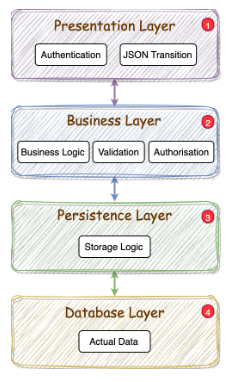 Presentation Layer
1
Authentication
JSON Transition
Business Layer
2
Business Logic
Validation
Authorisation
Persistence Layer
3
Storage Logic
Database Layer
4
Actual Data